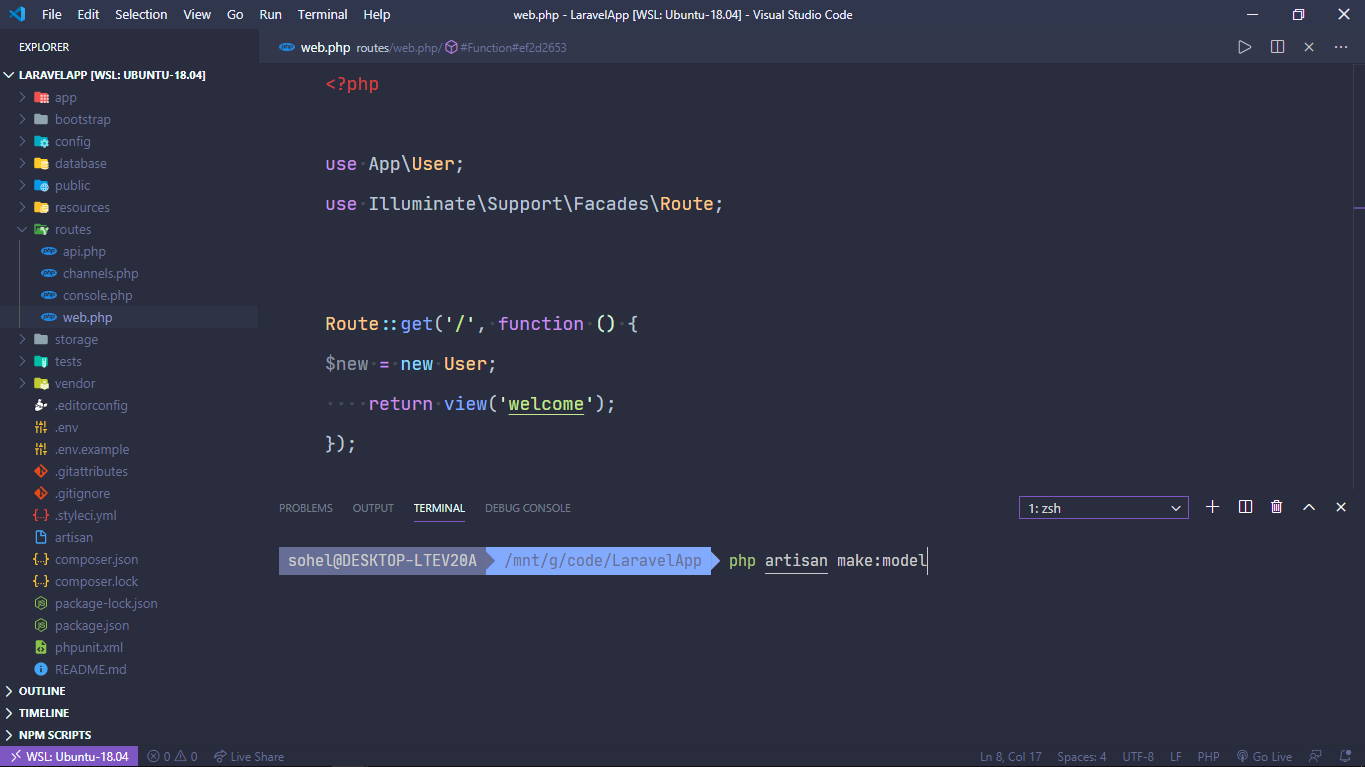 File Edit Selection View Go Run Terminal Help
web.php - LaravelApp [WSL: Ubuntu-18.04] - Visual Studio Code
EXPLORER
LARAVELAPP [WSL: UBUNTU-18.04]
app
bootstrap
config
database
public
resources
routes
php api.php
php channels.php
php console.php
php web.php
storage
tests
vendor
.editorconfig
.env
.env.example
.gitattributes
.gitignore
{..} .styleci.yml
artisan
{..} composer.json
{..} composer.lock
package-lock.json
package.json
phpunit.xml
README.md
OUTLINE
TIMELINE
NPM SCRIPTS
php web.php routes/web.php/ #Function#ef2d2653
<?php
use App\User;
use Illuminate\Support\Facades\Route;
Route::get('/', function () {
$new = new User;
    return view('welcome');
});
PROBLEMS OUTPUT TERMINAL DEBUG CONSOLE
1: zsh
sohel@DESKTOP-LTEV20A /mnt/g/code/LaravelApp php artisan make:model
WSL: Ubuntu-18.04 0 0 Live Share Ln 8, Col 17 Spaces: 4 UTF-8 LF PHP Go Live